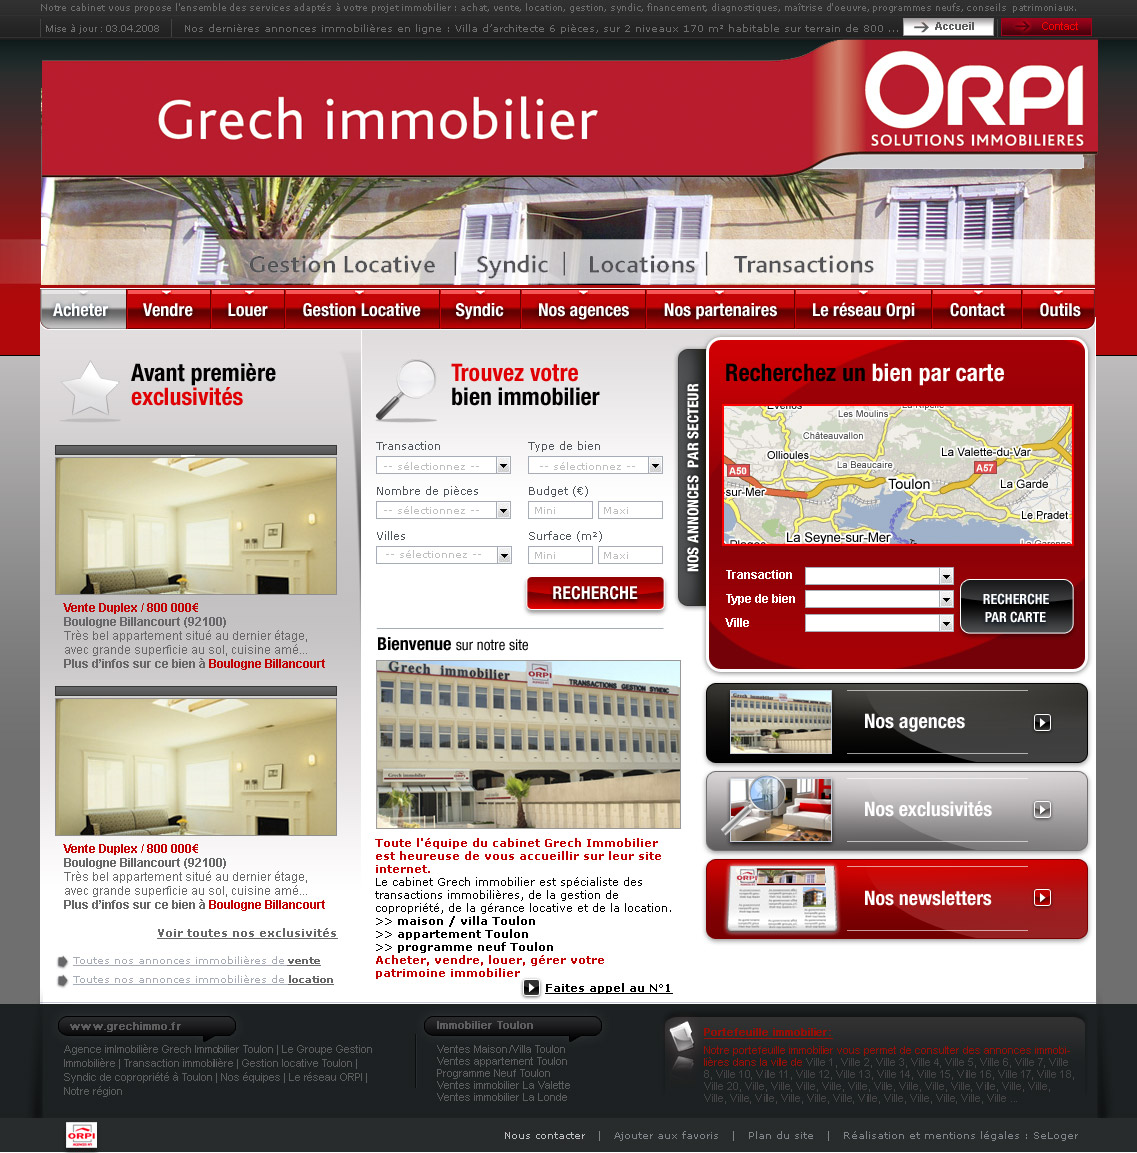 Notre cabinet vous propose l'ensemble des services adaptés à votre projet immobilier : achat, vente, location, gestion, syndic, financement, diagnostiques, maîtrise d'oeuvre, programmes neufs, conseils patrimoniaux.
Mise à jour : 03.04.2008
Nos dernières annonces immobilières en ligne : Villa d'architecte 6 pièces, sur 2 niveaux 170 m² habitable sur terrain de 800 ...
Accueil
Contact
Grech immobilier
ORPI
SOLUTIONS IMMOBILIERES
Gestion Locative | Syndic | Locations | Transactions
Acheter
Vendre
Louer
Gestion Locative
Syndic
Nos agences
Nos partenaires
Le réseau Orpi
Contact
Outils
Avant première
exclusivités
Vente Duplex / 800 000€
Boulogne Billancourt (92100)
Très bel appartement situé au dernier étage,
avec grande superficie au sol, cuisine amé...
Plus d'infos sur ce bien à Boulogne Billancourt
Vente Duplex / 800 000€
Boulogne Billancourt (92100)
Très bel appartement situé au dernier étage,
avec grande superficie au sol, cuisine amé...
Plus d'infos sur ce bien à Boulogne Billancourt
Voir toutes nos exclusivités
Toutes nos annonces immobilières de vente
Toutes nos annonces immobilières de location
Trouvez votre
bien immobilier
Transaction
Type de bien
-- sélectionnez --
-- sélectionnez --
Nombre de pièces
Budget (€)
-- sélectionnez --
Mini
Maxi
Villes
Surface (m²)
-- sélectionnez --
Mini
Maxi
RECHERCHE
Bienvenue sur notre site
Grech immobilier
ORPI
TRANSACTIONS GESTION SYNDIC
Grech immobilier
Toute l'équipe du cabinet Grech Immobilier
est heureuse de vous accueillir sur leur site
internet.
Le cabinet Grech immobilier est spécialiste des
transactions immobilières, de la gestion de
copropriété, de la gérance locative et de la location.
>> maison / villa Toulon
>> appartement Toulon
>> programme neuf Toulon
Acheter, vendre, louer, gérer votre
patrimoine immobilier
Faites appel au N°1
NOS ANNONCES PAR SECTEUR
Recherchez un bien par carte
Evenos
Les Moulins
La Ripelle
Châteauvallon
Ollioules
La Valette-du-Var
La Beaucaire
A50
A57
Toulon
La Garde
sur-Mer
Le Pradet
La Seyne-sur-Mer
La Garonne
Transaction
Type de bien
Ville
RECHERCHE
PAR CARTE
Nos agences
Nos exclusivités
Nos newsletters
ORPI
www.grechimmo.fr
Agence imlmobilière Grech Immobilier Toulon | Le Groupe Gestion
Immobilière | Transaction immobilière | Gestion locative Toulon |
Syndic de copropriété à Toulon | Nos équipes | Le réseau ORPI |
Notre région
Immobilier Toulon
Ventes Maison/Villa Toulon
Ventes appartement Toulon
Programme Neuf Toulon
Ventes immobilier La Valette
Ventes immobilier La Londe
Portefeuille immobilier:
Notre portefeuille immobilier vous permet de consulter des annonces immobi-
lières dans la ville de Ville 1, Ville 2, Ville 3, Ville 4, Ville 5, Ville 6, Ville 7, Ville
8, Ville 10, Ville 11, Ville 12, Ville 13, Ville 14, Ville 15, Ville 16, Ville 17, Ville 18,
Ville 20, Ville, Ville, Ville, Ville, Ville, Ville, Ville, Ville, Ville, Ville, Ville, Ville,
Ville, Ville, Ville, Ville, Ville, Ville, Ville, Ville, Ville, Ville, Ville, Ville ...
ORPI
Nous contacter | Ajouter aux favoris | Plan du site | Réalisation et mentions légales : SeLoger